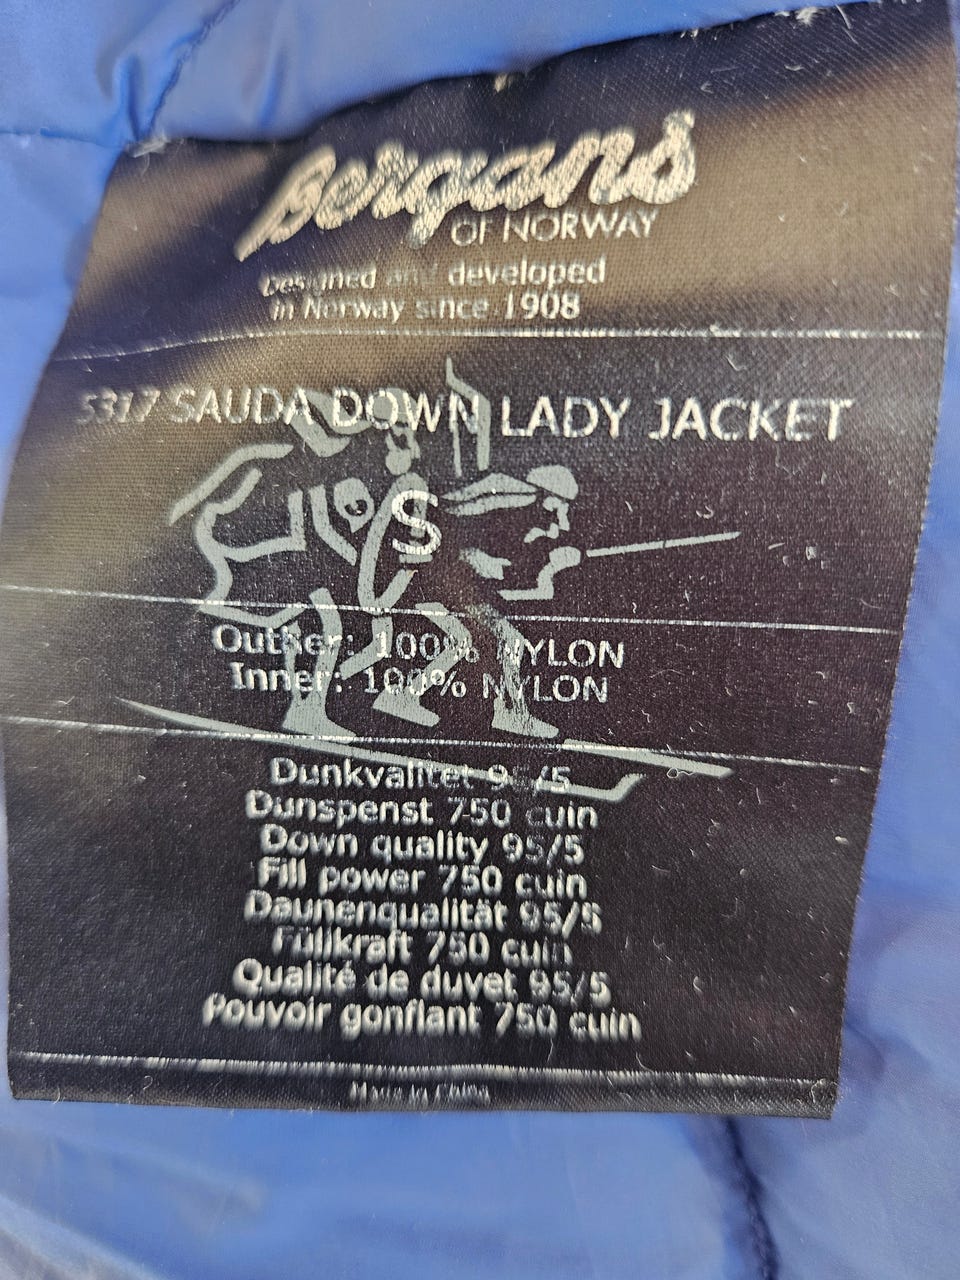 Bergans
OF NORWAY
Designed and developed
in Norway since 1908
5317 SAUDA DOWN LADY JACKET
S
Outher: 100% NYLON
Inner: 100% NYLON
Dunkvalitet 95/5
Dunspenst 750 cuin
Down quality 95/5
Fill power 750 cuin
Daunenqualität 95/5
Füllkraft 750 cuin
Qualité de duvet 95/5
Pouvoir gonflant 750 cuin
Made in China